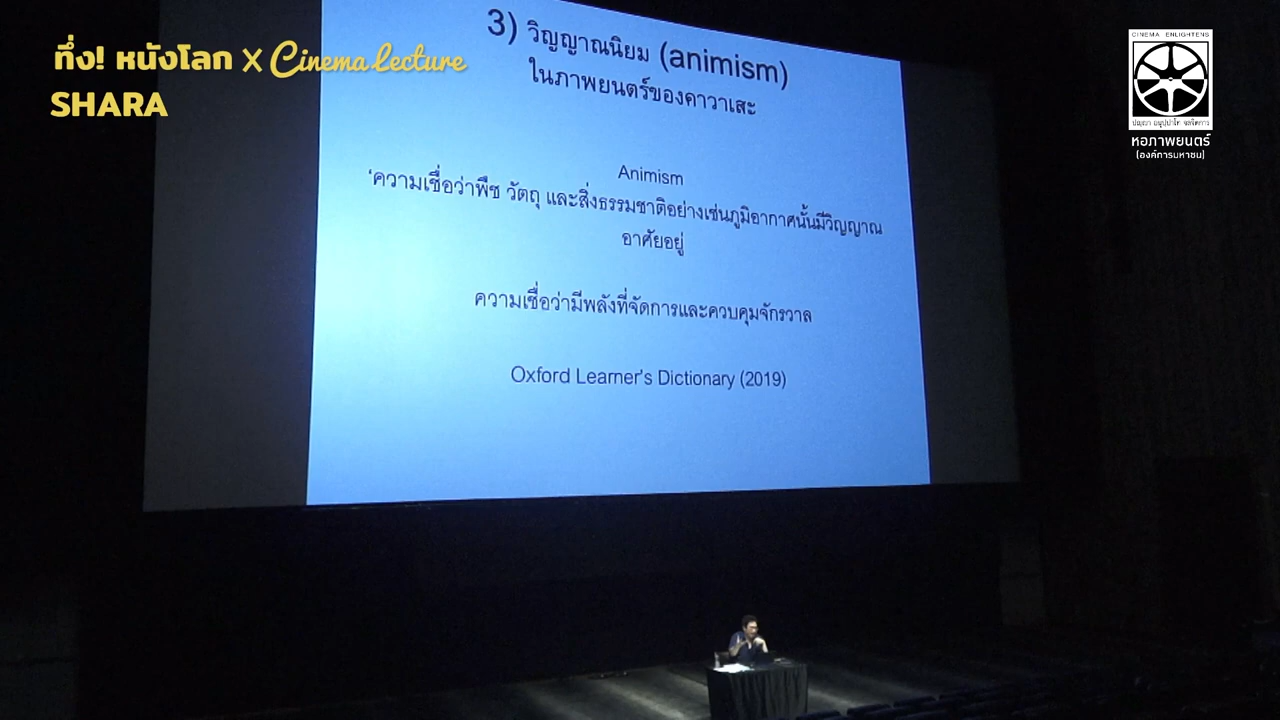 ทึ่ง! หนังโลก X Cinema Lecture
SHARA
CINEMA ENLIGHTENS
หอภาพยนตร์
(องค์การมหาชน)
3) วิญญาณนิยม (animism)
ในภาพยนตร์ของคาวาเสะ
Animism
‘ความเชื่อว่าพืช วัตถุ และสิ่งธรรมชาติอย่างเช่นภูมิอากาศนั้นมีวิญญาณ
อาศัยอยู่
ความเชื่อว่ามีพลังที่จัดการและควบคุมจักรวาล
Oxford Learner's Dictionary (2019)